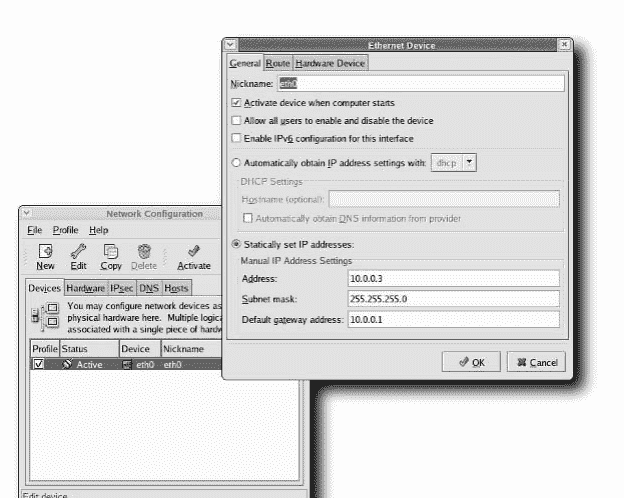 Ethernet Device
General Route Hardware Device
Nickname: eth0
Activate device when computer starts
Allow all users to enable and disable the device
Enable IPv6 configuration for this interface
Automatically obtain IP address settings with: dhcp
DHCP Settings
Hostname (optional):
Automatically obtain DNS information from provider
Statically set IP addresses:
Manual IP Address Settings
Address: 10.0.0.3
Subnet mask: 255.255.255.0
Default gateway address: 10.0.0.1
OK Cancel
Network Configuration
File Profile Help
New Edit Copy Delete Activate
Devices Hardware IPsec DNS Hosts
You may configure network devices as
physical hardware here. Multiple logica
associated with a single piece of hardw
Profile Status Device Nickname
Active eth0 eth0
Edit device